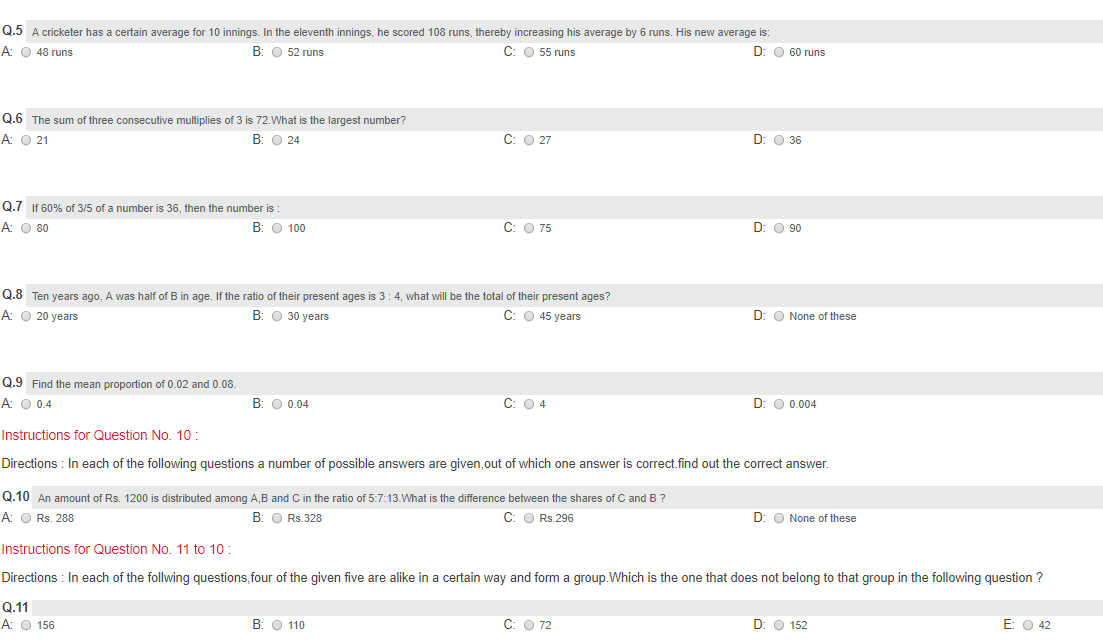 Q.5 A cricketer has a certain average for 10 innings. In the eleventh innings, he scored 108 runs, thereby increasing his average by 6 runs. His new average is:
A: 48 runs B: 52 runs C: 55 runs D: 60 runs
Q.6 The sum of three consecutive multiplies of 3 is 72.What is the largest number?
A: 21 B: 24 C: 27 D: 36
Q.7 If 60% of 3/5 of a number is 36, then the number is :
A: 80 B: 100 C: 75 D: 90
Q.8 Ten years ago, A was half of B in age. If the ratio of their present ages is 3 : 4, what will be the total of their present ages?
A: 20 years B: 30 years C: 45 years D: None of these
Q.9 Find the mean proportion of 0.02 and 0.08.
A: 0.4 B: 0.04 C: 4 D: 0.004
Instructions for Question No. 10 :
Directions : In each of the following questions a number of possible answers are given,out of which one answer is correct.find out the correct answer.
Q.10 An amount of Rs. 1200 is distributed among A,B and C in the ratio of 5:7:13.What is the difference between the shares of C and B ?
A: Rs. 288 B: Rs.328 C: Rs.296 D: None of these
Instructions for Question No. 11 to 10 :
Directions : In each of the follwing questions,four of the given five are alike in a certain way and form a group.Which is the one that does not belong to that group in the following question ?
Q.11
A: 156 B: 110 C: 72 D: 152 E: 42